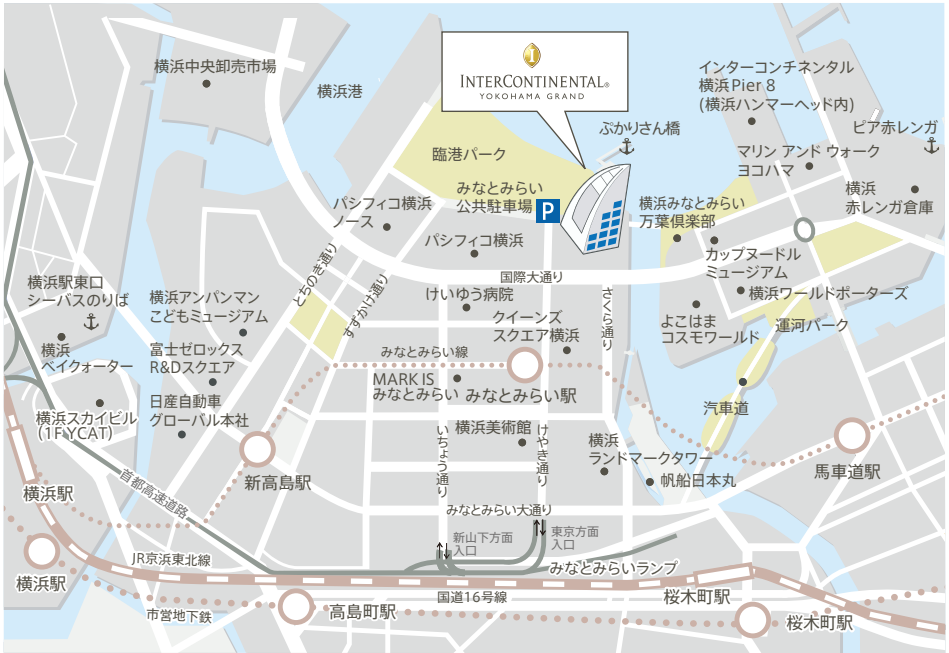 横浜中央卸売市場
横浜港
INTERCONTINENTAL®
YOKOHAMA GRAND
インターコンチネンタル
横浜 Pier 8
(横浜ハンマーヘッド内)
ぷかりさん橋
ピア赤レンガ
臨港パーク
マリン アンド ウォーク
ヨコハマ
みなとみらい
公共駐車場
P
横浜
赤レンガ倉庫
パシフィコ横浜
ノース
横浜みなとみらい
万葉倶楽部
パシフィコ横浜
カップヌードル
ミュージアム
とちのき通り
すずかけ通り
国際大通り
さくら通り
横浜駅東口
シーバスのりば
横浜アンパンマン
こどもミュージアム
けいゆう病院
横浜ワールドポーターズ
クイーンズ
スクエア横浜
よこはま
コスモワールド
運河パーク
横浜
ベイクォーター
富士ゼロックス
R&Dスクエア
みなとみらい線
MARK IS
みなとみらい
みなとみらい駅
日産自動車
グローバル本社
横浜スカイビル
(1F YCAT)
汽車道
いちょう通り
横浜美術館
けやき通り
横浜
ランドマークタワー
馬車道駅
新高島駅
帆船日本丸
首都高速道路
横浜駅
みなとみらい大通り
新山下方面
入口
東京方面
入口
みなとみらいランプ
JR京浜東北線
横浜駅
国道16号線
桜木町駅
市営地下鉄
高島町駅
桜木町駅